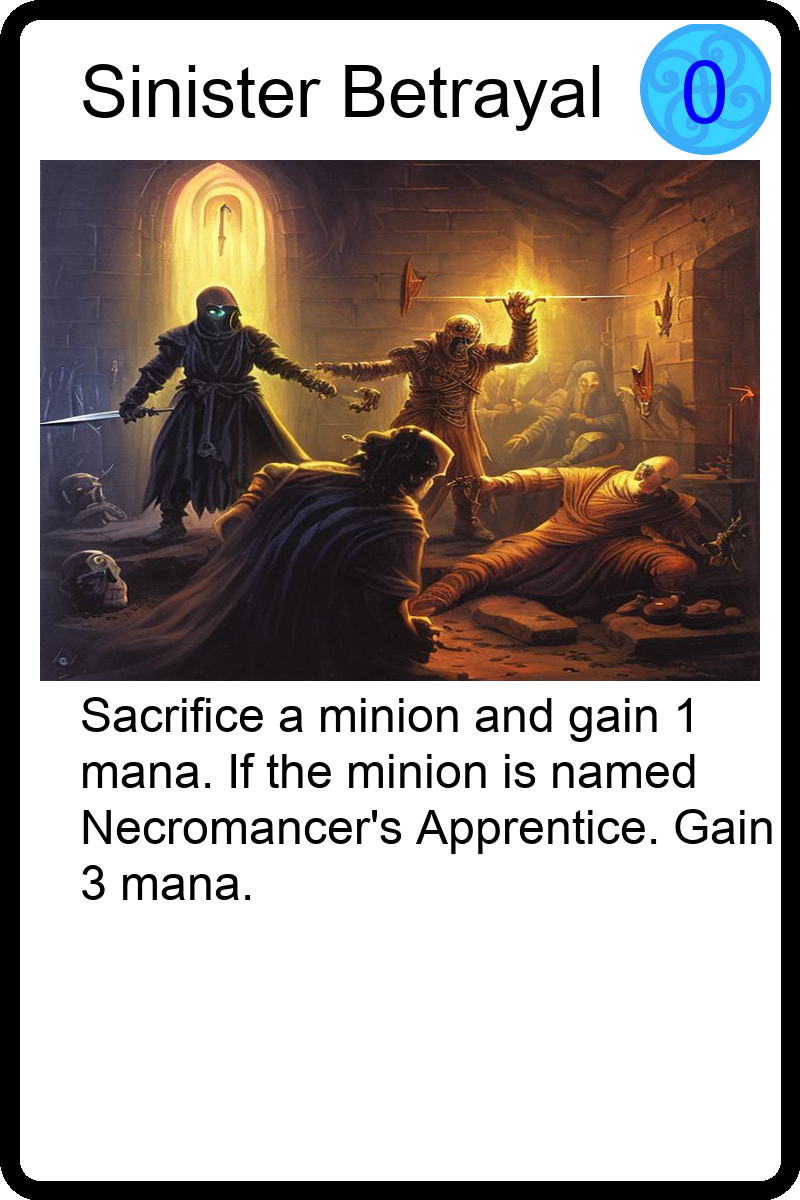 Sinister Betrayal
0
Sacrifice a minion and gain 1
mana. If the minion is named
Necromancer's Apprentice. Gain
3 mana.